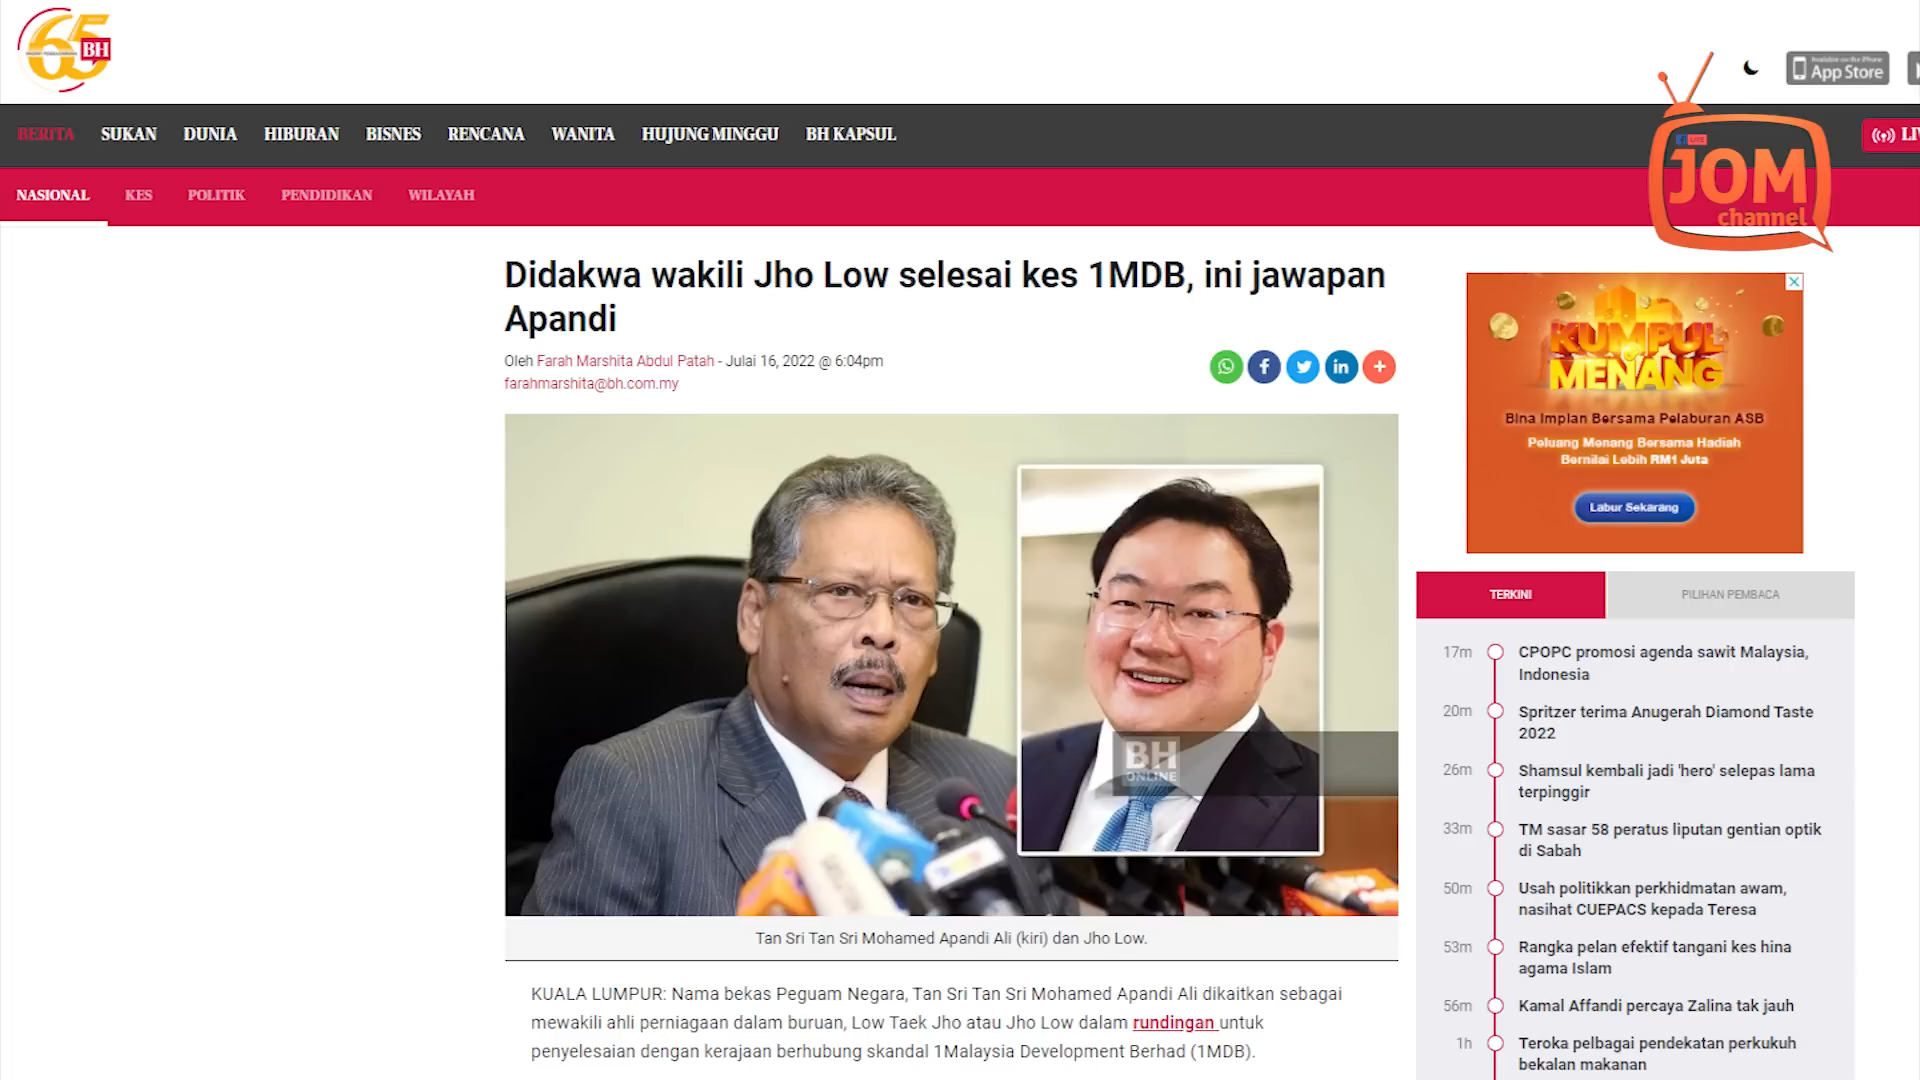 65
BH
Available on the iPhone
App Store
BERITA SUKAN DUNIA HIBURAN BISNES RENCANA WANITA HUJUNG MINGGU BH KAPSUL
LIVE
JOM
channel
NASIONAL KES POLITIK PENDIDIKAN WILAYAH
Didakwa wakili Jho Low selesai kes 1MDB, ini jawapan
Apandi
Oleh Farah Marshita Abdul Patah - Julai 16, 2022 @ 6:04pm
farahmarshita@bh.com.my
BH
ONLINE
Tan Sri Tan Sri Mohamed Apandi Ali (kiri) dan Jho Low.
KUALA LUMPUR: Nama bekas Peguam Negara, Tan Sri Tan Sri Mohamed Apandi Ali dikaitkan sebagai
mewakili ahli perniagaan dalam buruan, Low Taek Jho atau Jho Low dalam rundingan untuk
penyelesaian dengan kerajaan berhubung skandal 1Malaysia Development Berhad (1MDB).
KUMPUL
MENANG
Bina Impian Bersama Pelaburan ASB
Peluang Menang Bersama Hadiah
Bernilai Lebih RM1 Juta
Labur Sekarang
TERKINI PILIHAN PEMBACA
17m CPOPC promosi agenda sawit Malaysia,
Indonesia
20m Spritzer terima Anugerah Diamond Taste
2022
26m Shamsul kembali jadi 'hero' selepas lama
terpinggir
33m TM sasar 58 peratus liputan gentian optik
di Sabah
50m Usah politikkan perkhidmatan awam,
nasihat CUEPACS kepada Teresa
53m Rangka pelan efektif tangani kes hina
agama Islam
56m Kamal Affandi percaya Zalina tak jauh
1h Teroka pelbagai pendekatan perkukuh
bekalan makanan